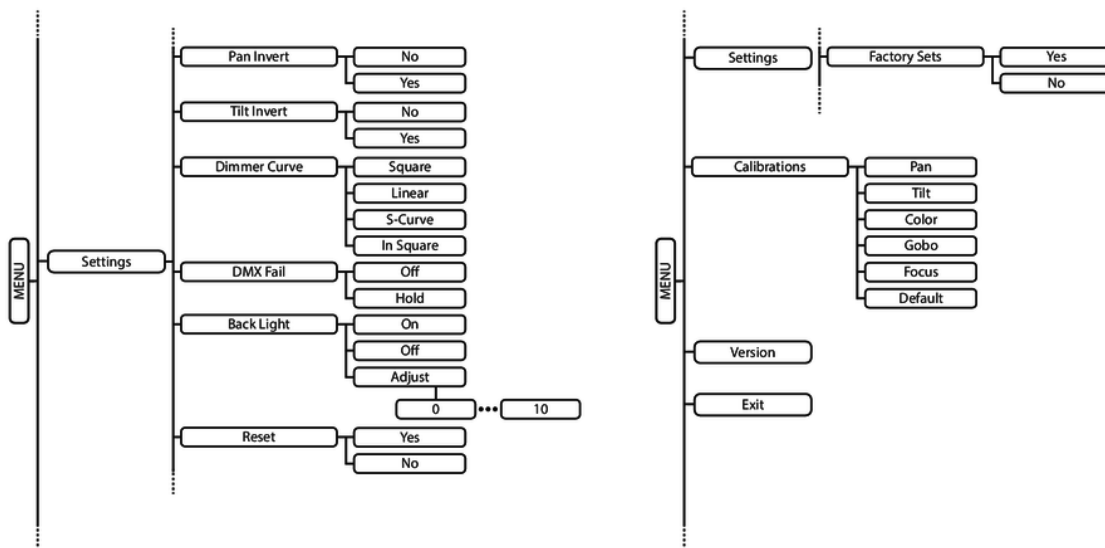 Pan Invert
No
Yes
Tilt Invert
No
Yes
Dimmer Curve
Square
Linear
S-Curve
In Square
MENU
Settings
DMX Fail
Off
Hold
Back Light
On
Off
Adjust
0 ••• 10
Reset
Yes
No
Settings
Factory Sets
Yes
No
Calibrations
Pan
Tilt
Color
Gobo
Focus
Default
MENU
Version
Exit